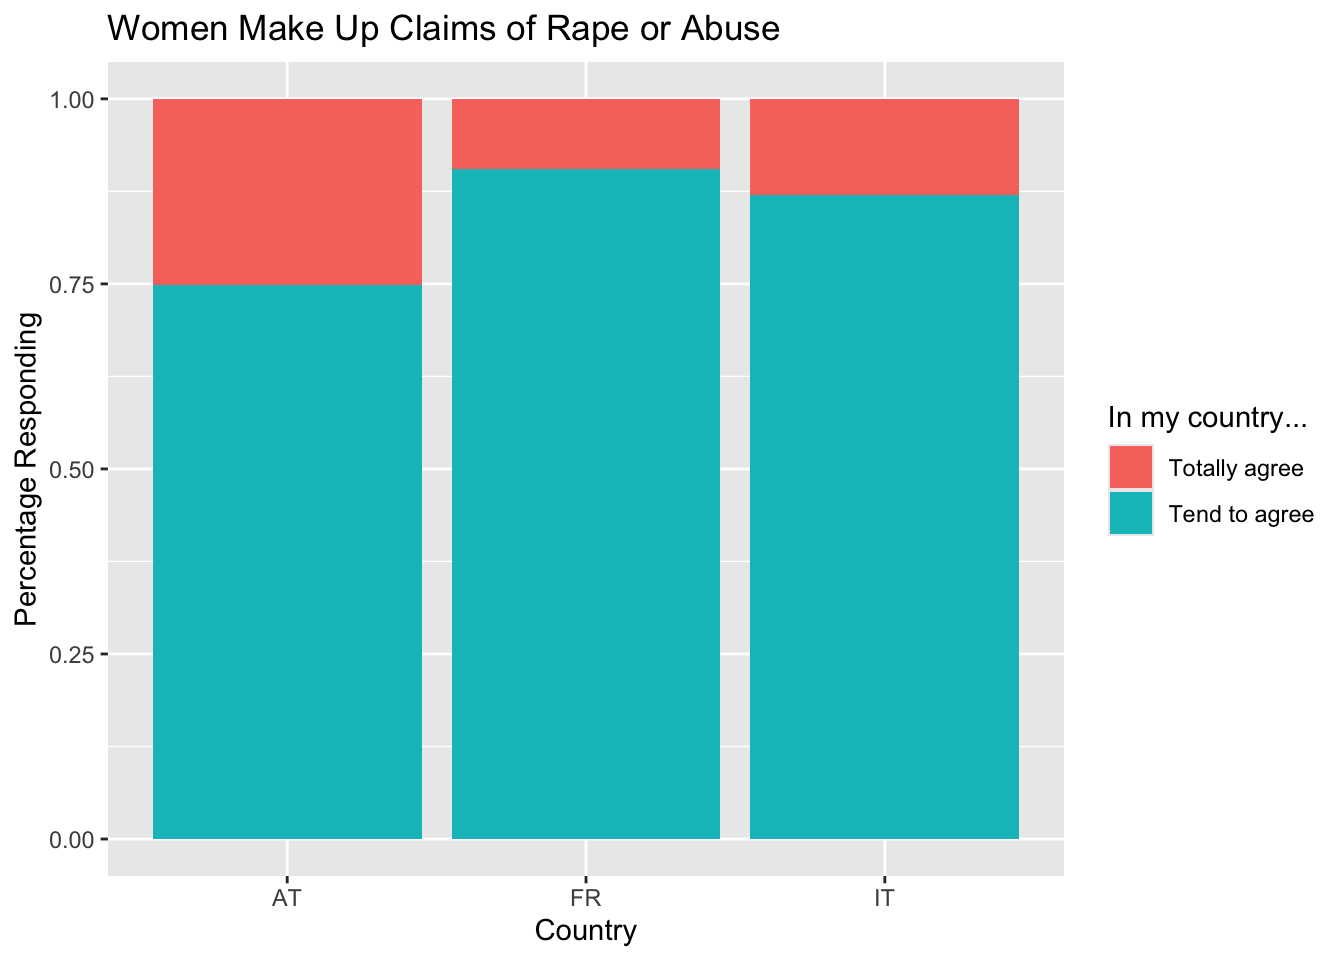 Women Make Up Claims of Rape or Abuse
1.00
0.75
0.50
0.25
0.00
Percentage Responding
AT
FR
IT
Country
In my country...
Totally agree
Tend to agree